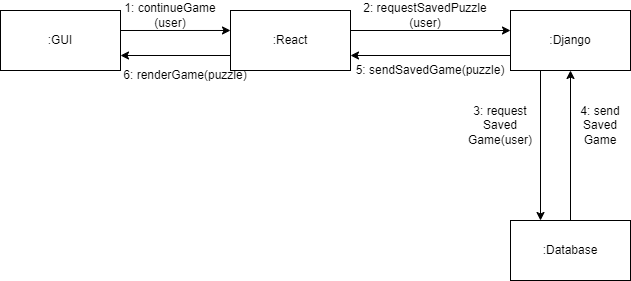 1: continueGame
(user)
2: requestSavedPuzzle
(user)
:GUI
:React
:Django
6: renderGame(puzzle)
5: sendSavedGame(puzzle)
3: request
Saved
Game(user)
4: send
Saved
Game
:Database